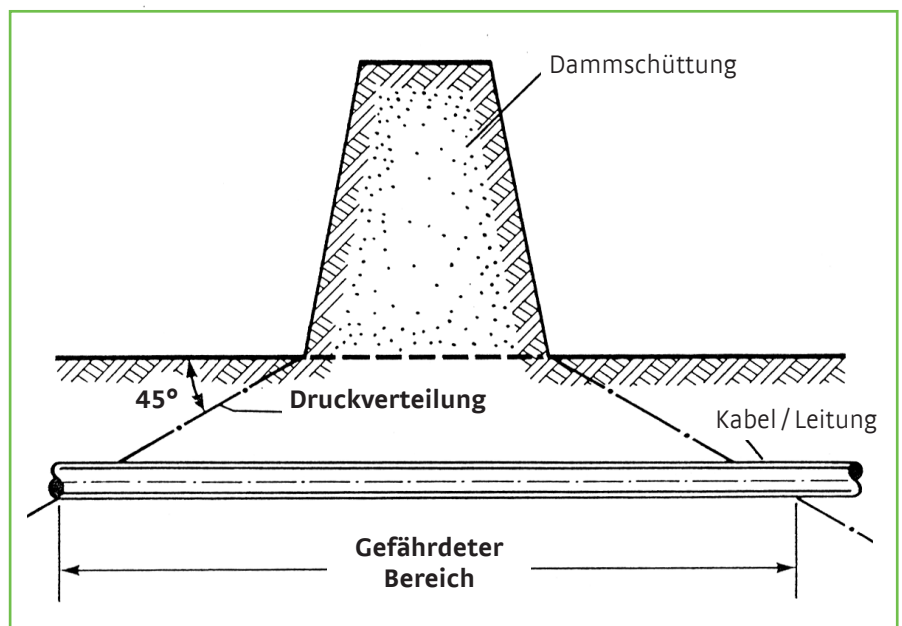 Dammschüttung
45°
Druckverteilung
Kabel / Leitung
Gefährdeter
Bereich